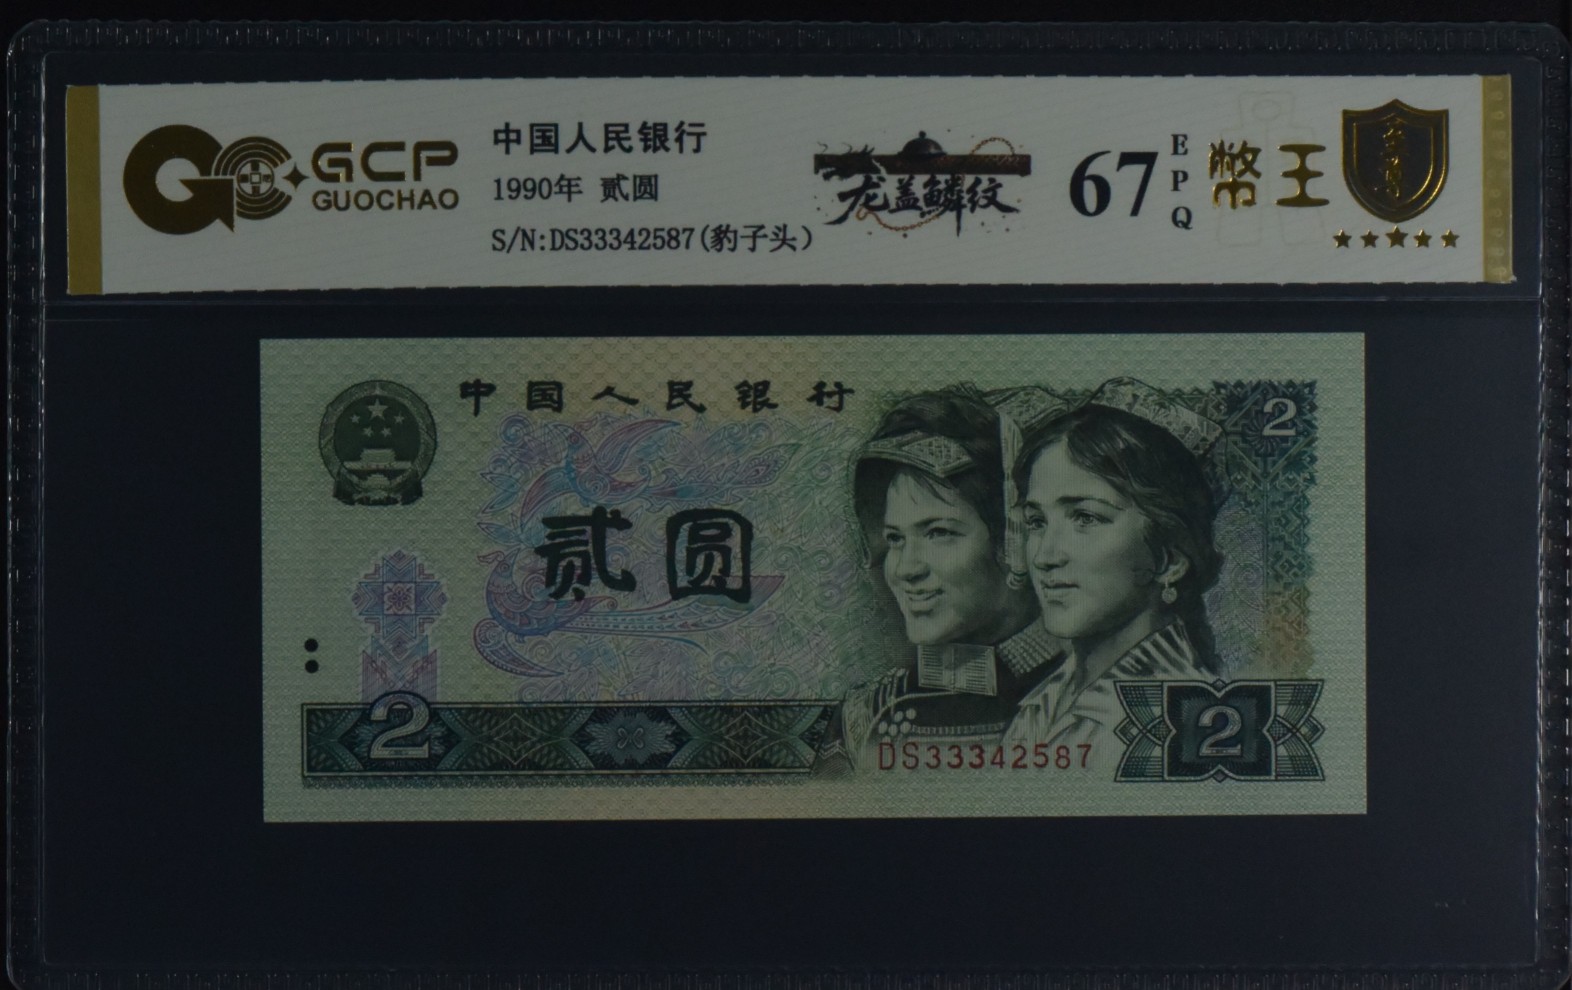 GCP
GUOCHAO
中国人民银行
1990年 贰圆
S/N:DS33342587(豹子头)
龙盖鳞纹
67
EPQ
幣王
中国人民银行
2
贰圆
2
DS33342587
2